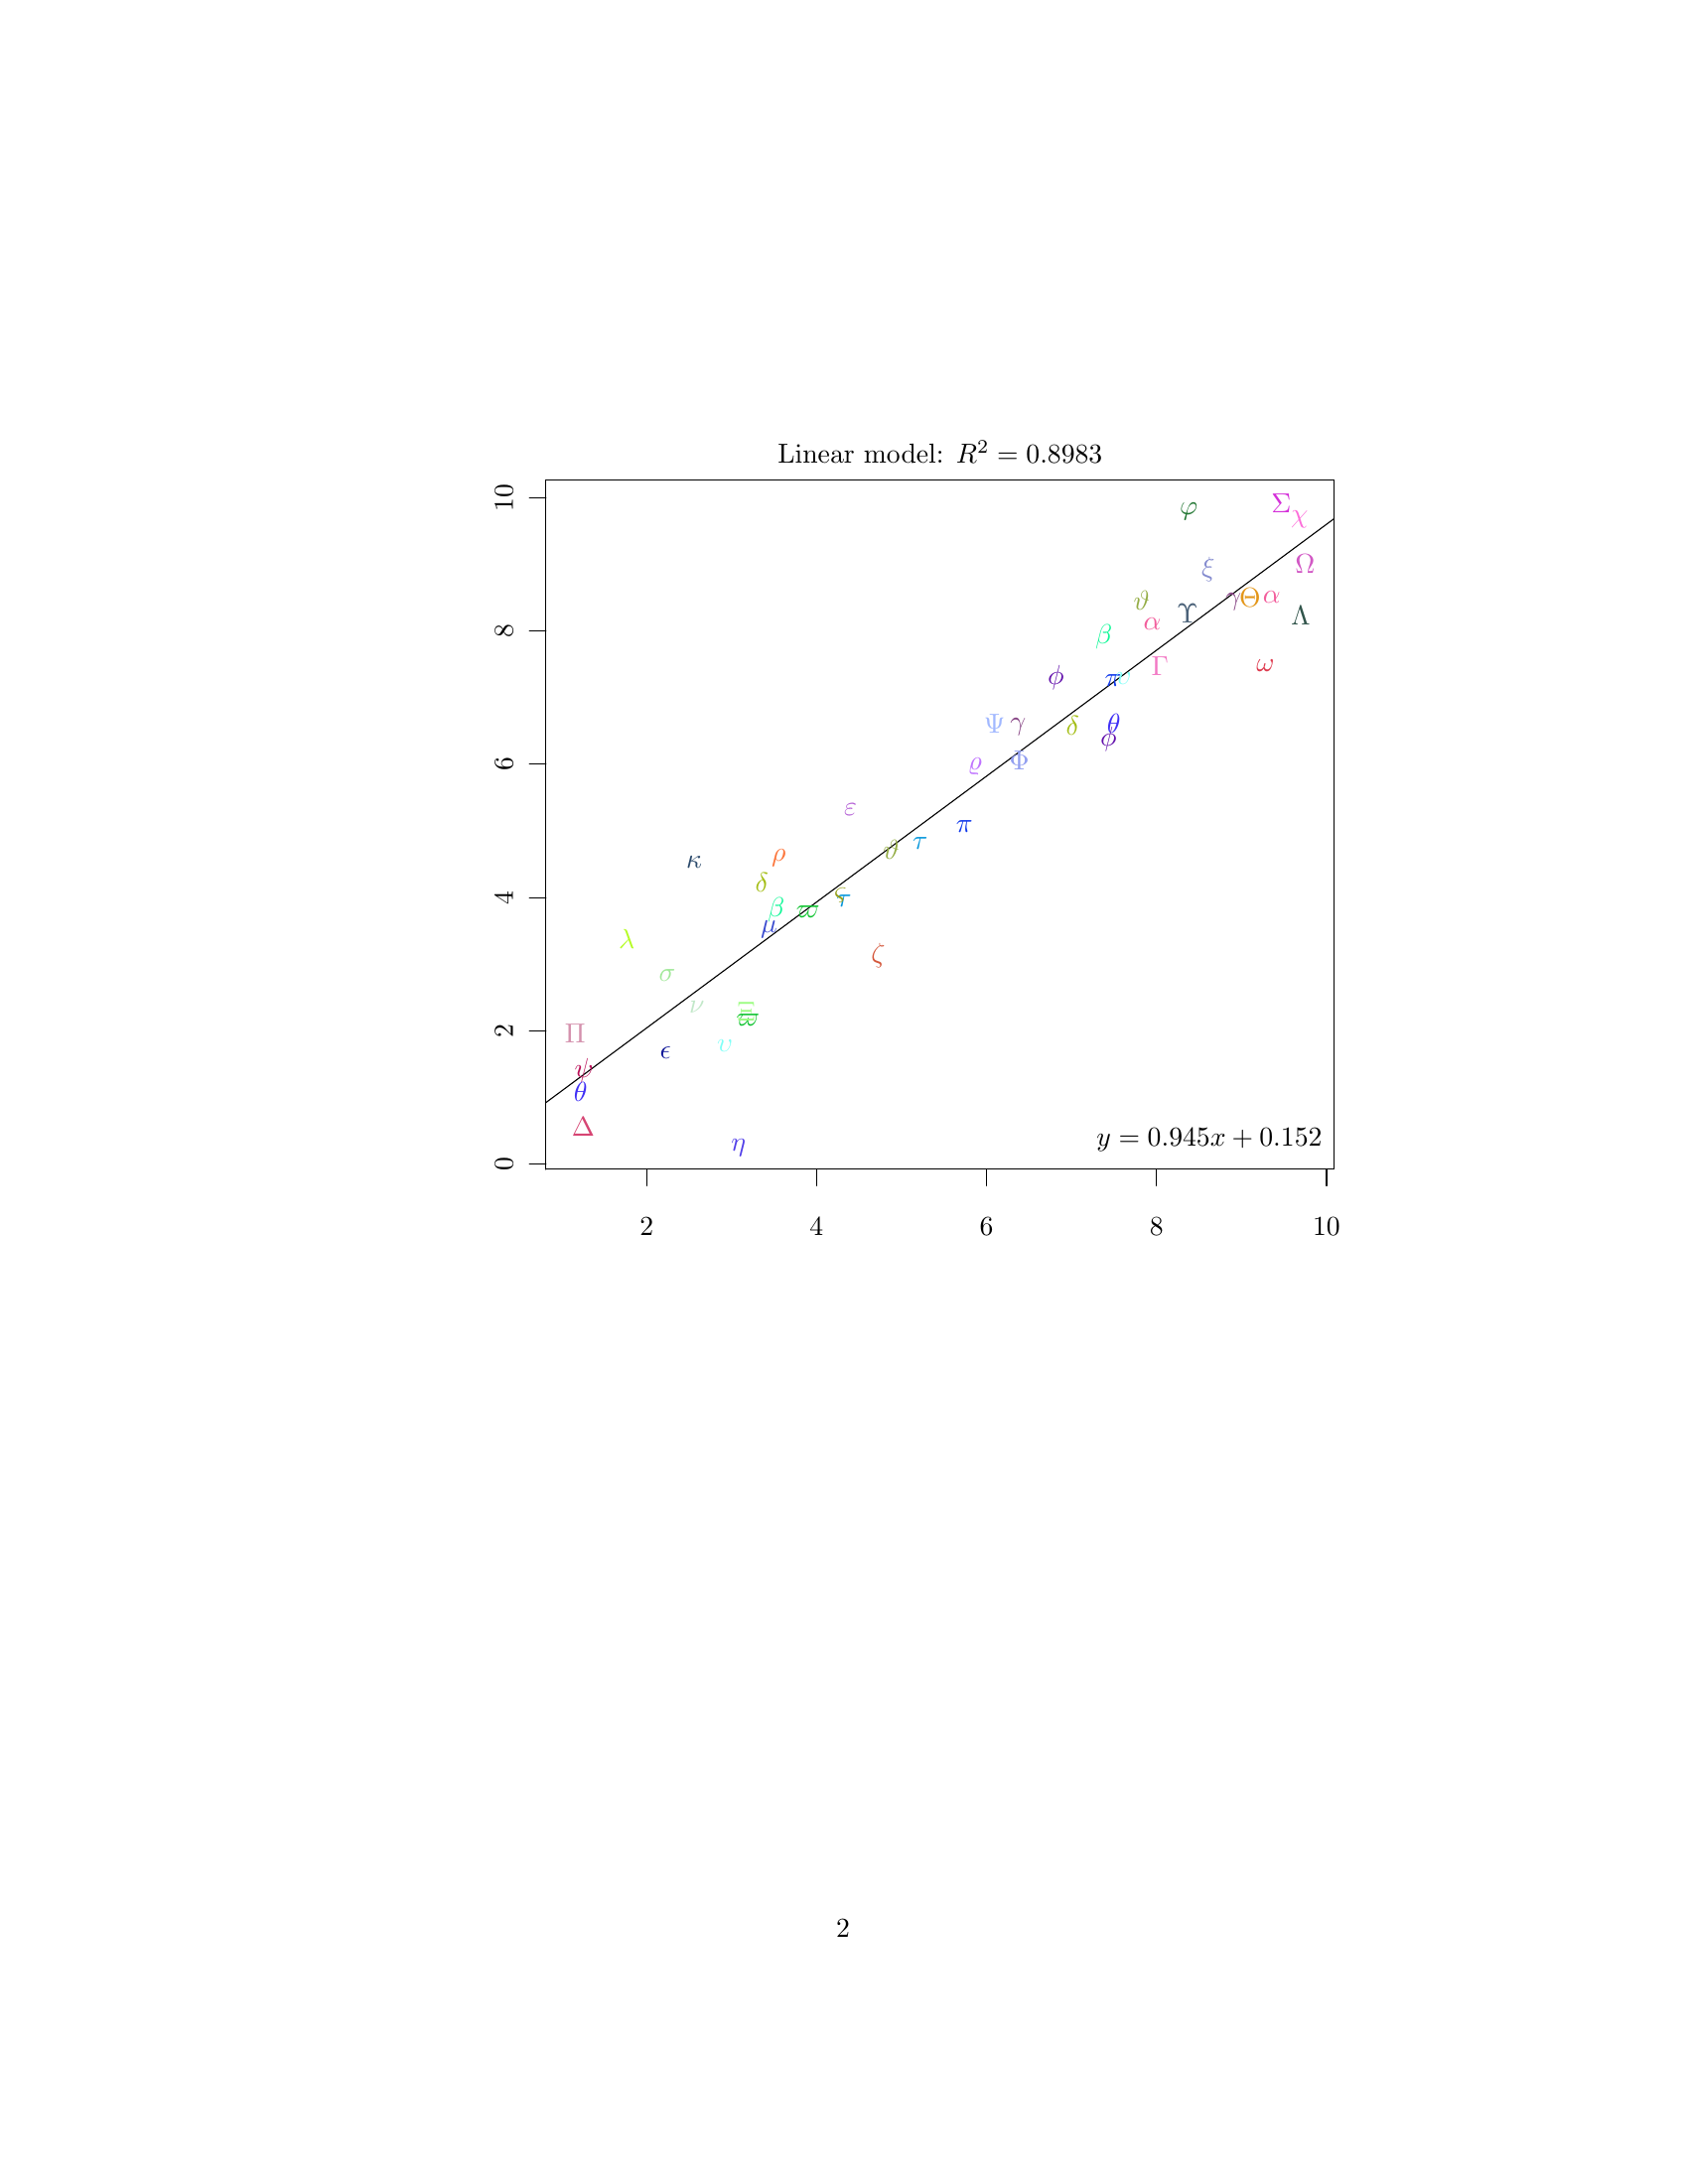 Linear model: R² = 0.8983
10
φ
Σ
χ
ξ
Ω
ϑ
γ
Θ
α
Υ
Λ
8
β
α
Γ
ω
ϕ
π
υ
Ψ
γ
δ
θ
ϕ
6
ϱ
Φ
ε
π
κ
ρ
ϑ
τ
δ
4
β
ϖ
ς
τ
μ
λ
ζ
σ
ν
Ξ
ϖ
2
Π
ϵ
υ
ψ
θ
Δ
η
y = 0.945x + 0.152
0
2 4 6 8 10
2